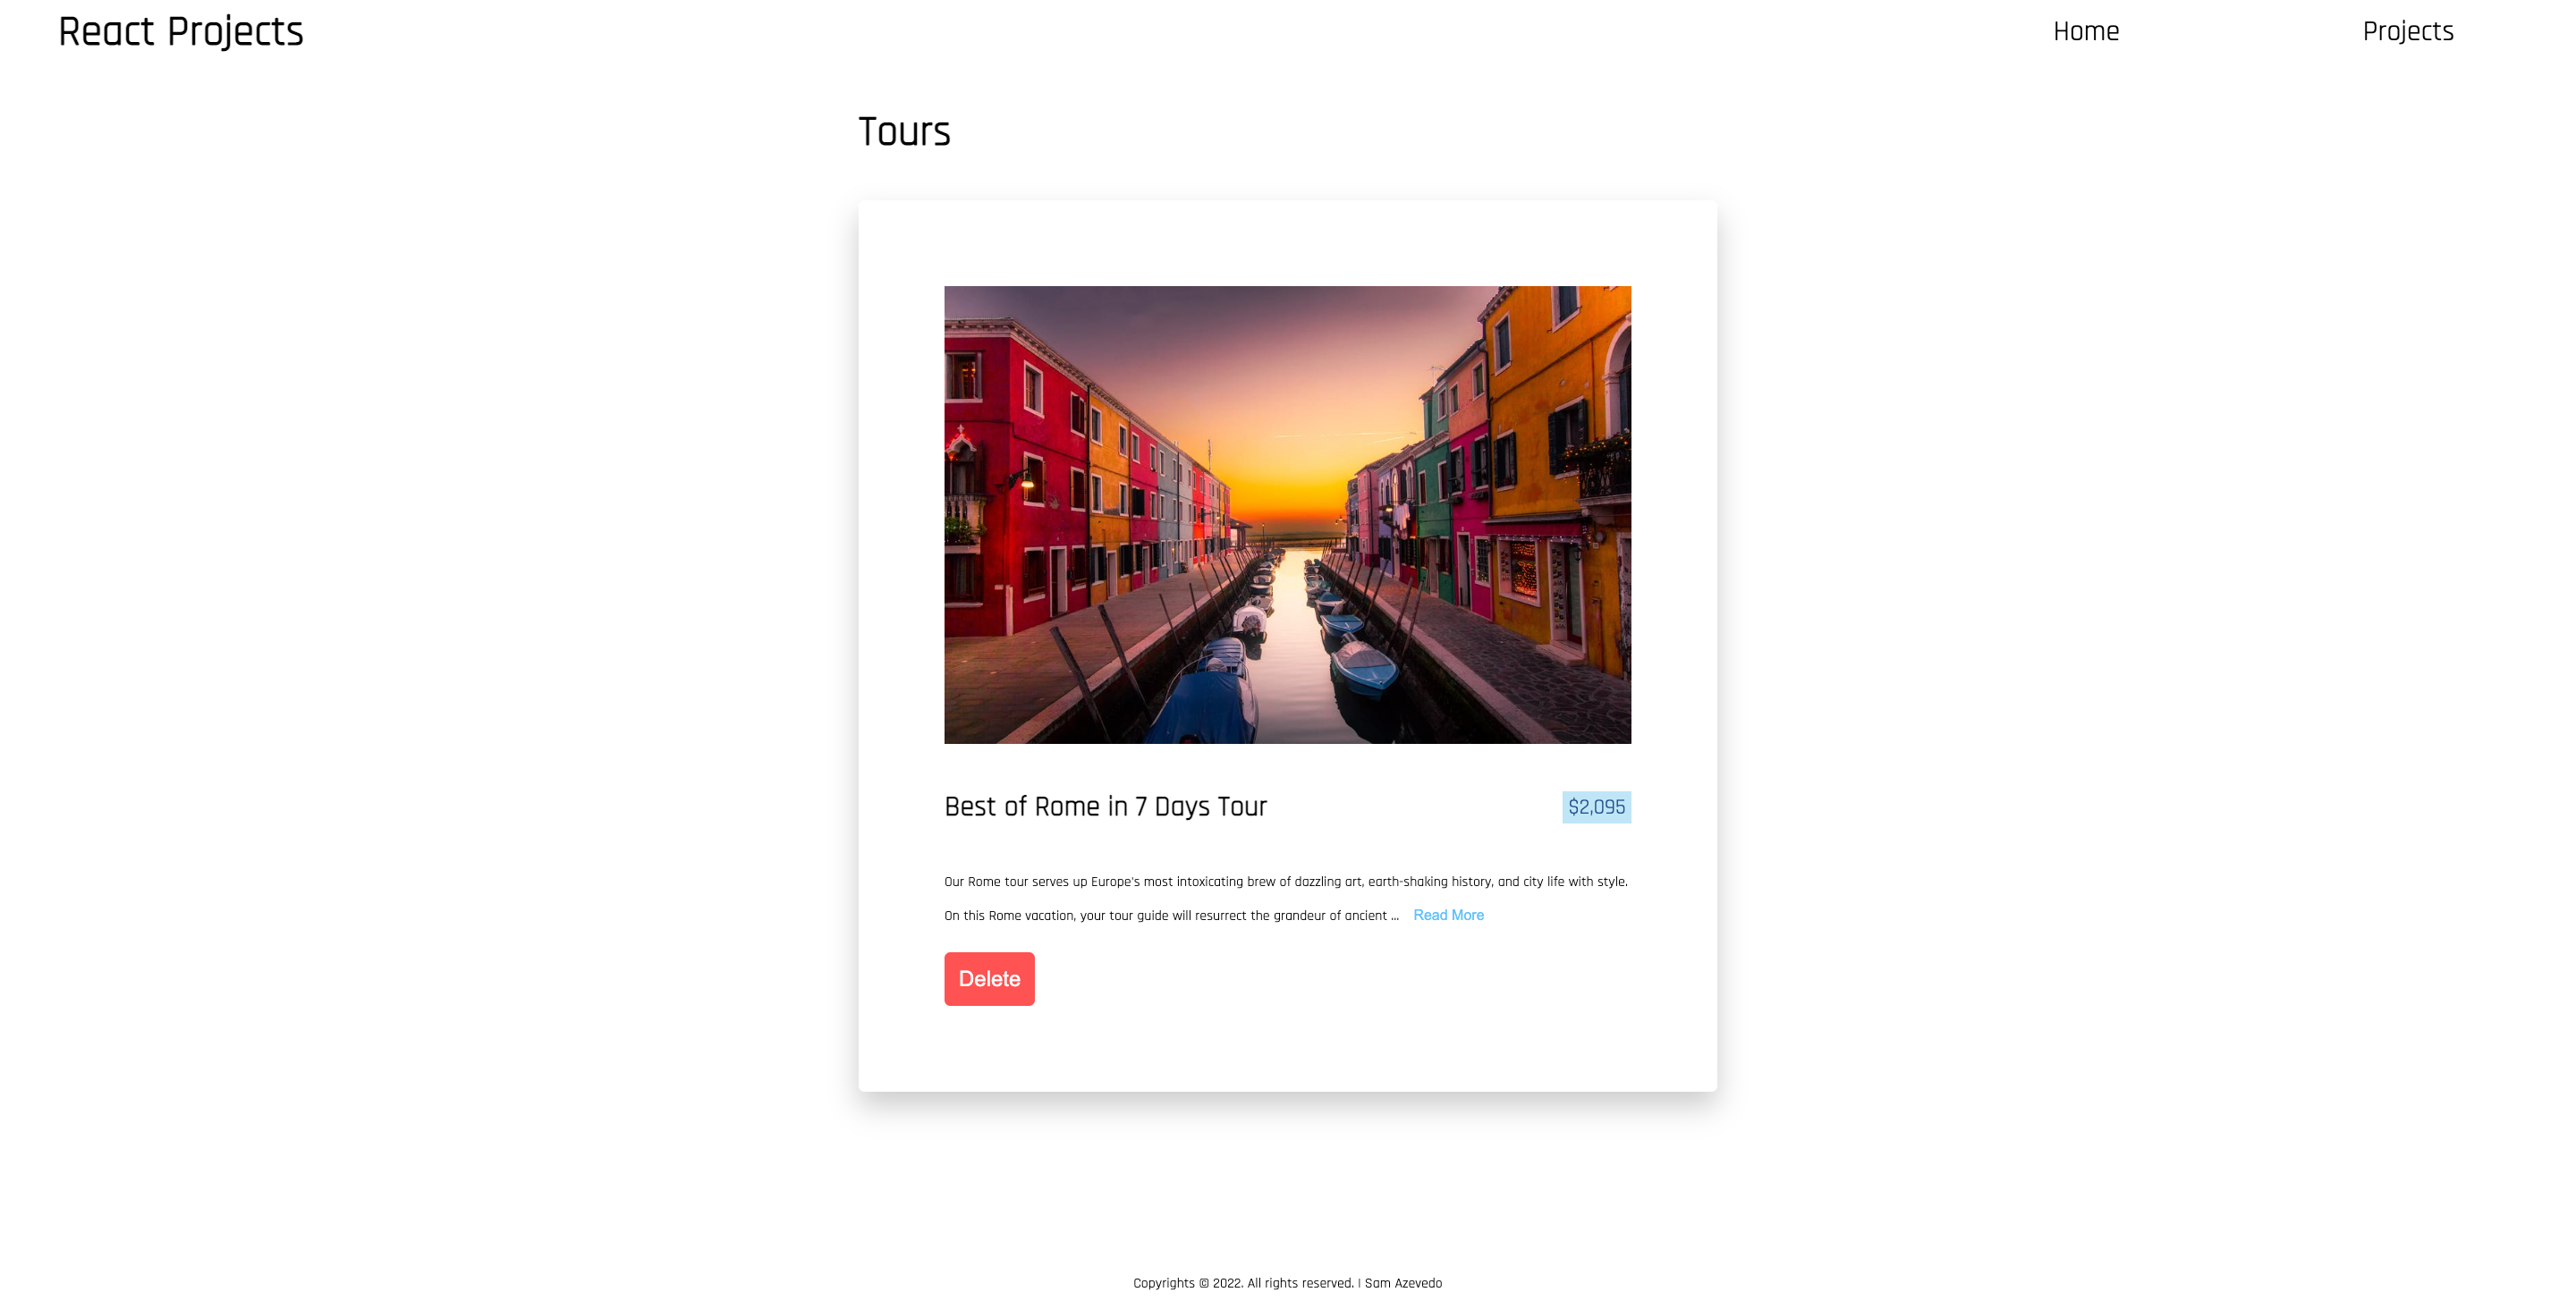 React Projects
Home
Projects
Tours
Best of Rome in 7 Days Tour
$2,095
Our Rome tour serves up Europe's most intoxicating brew of dazzling art, earth-shaking history, and city life with style.
On this Rome vacation, your tour guide will resurrect the grandeur of ancient ... Read More
Delete
Copyrights © 2022. All rights reserved. | Sam Azevedo